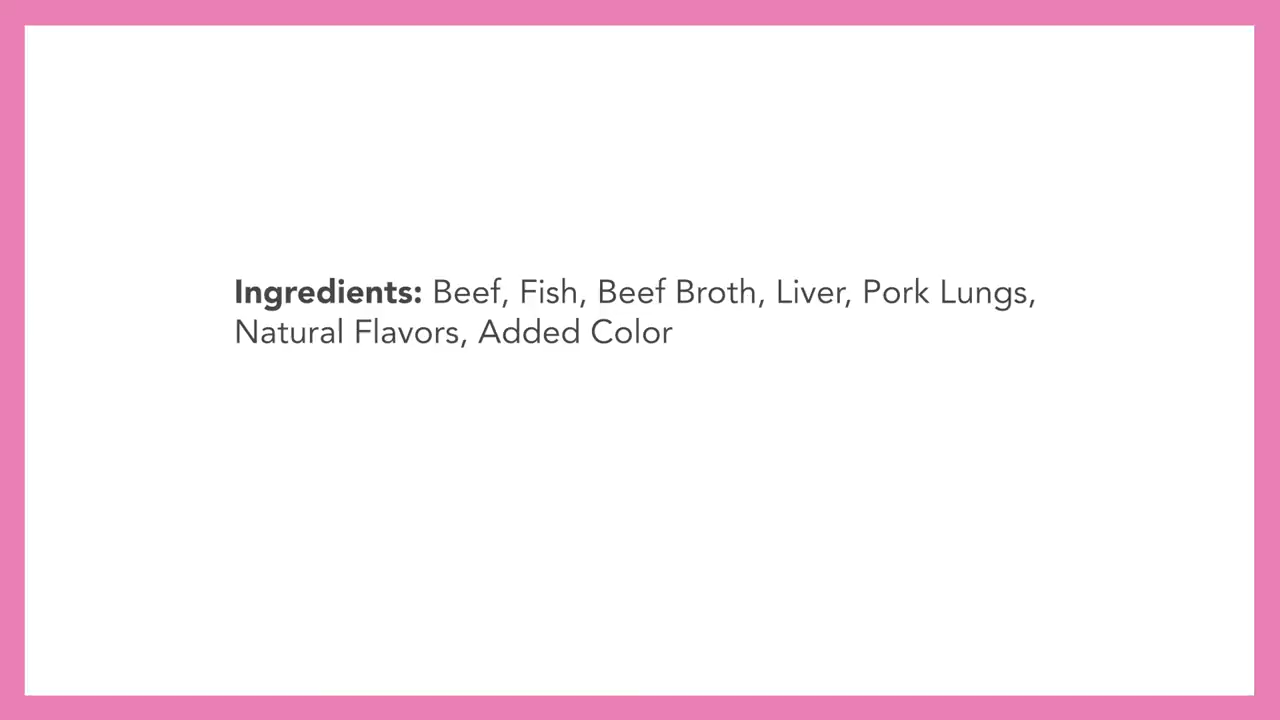 Ingredients: Beef, Fish, Beef Broth, Liver, Pork Lungs,
Natural Flavors, Added Color